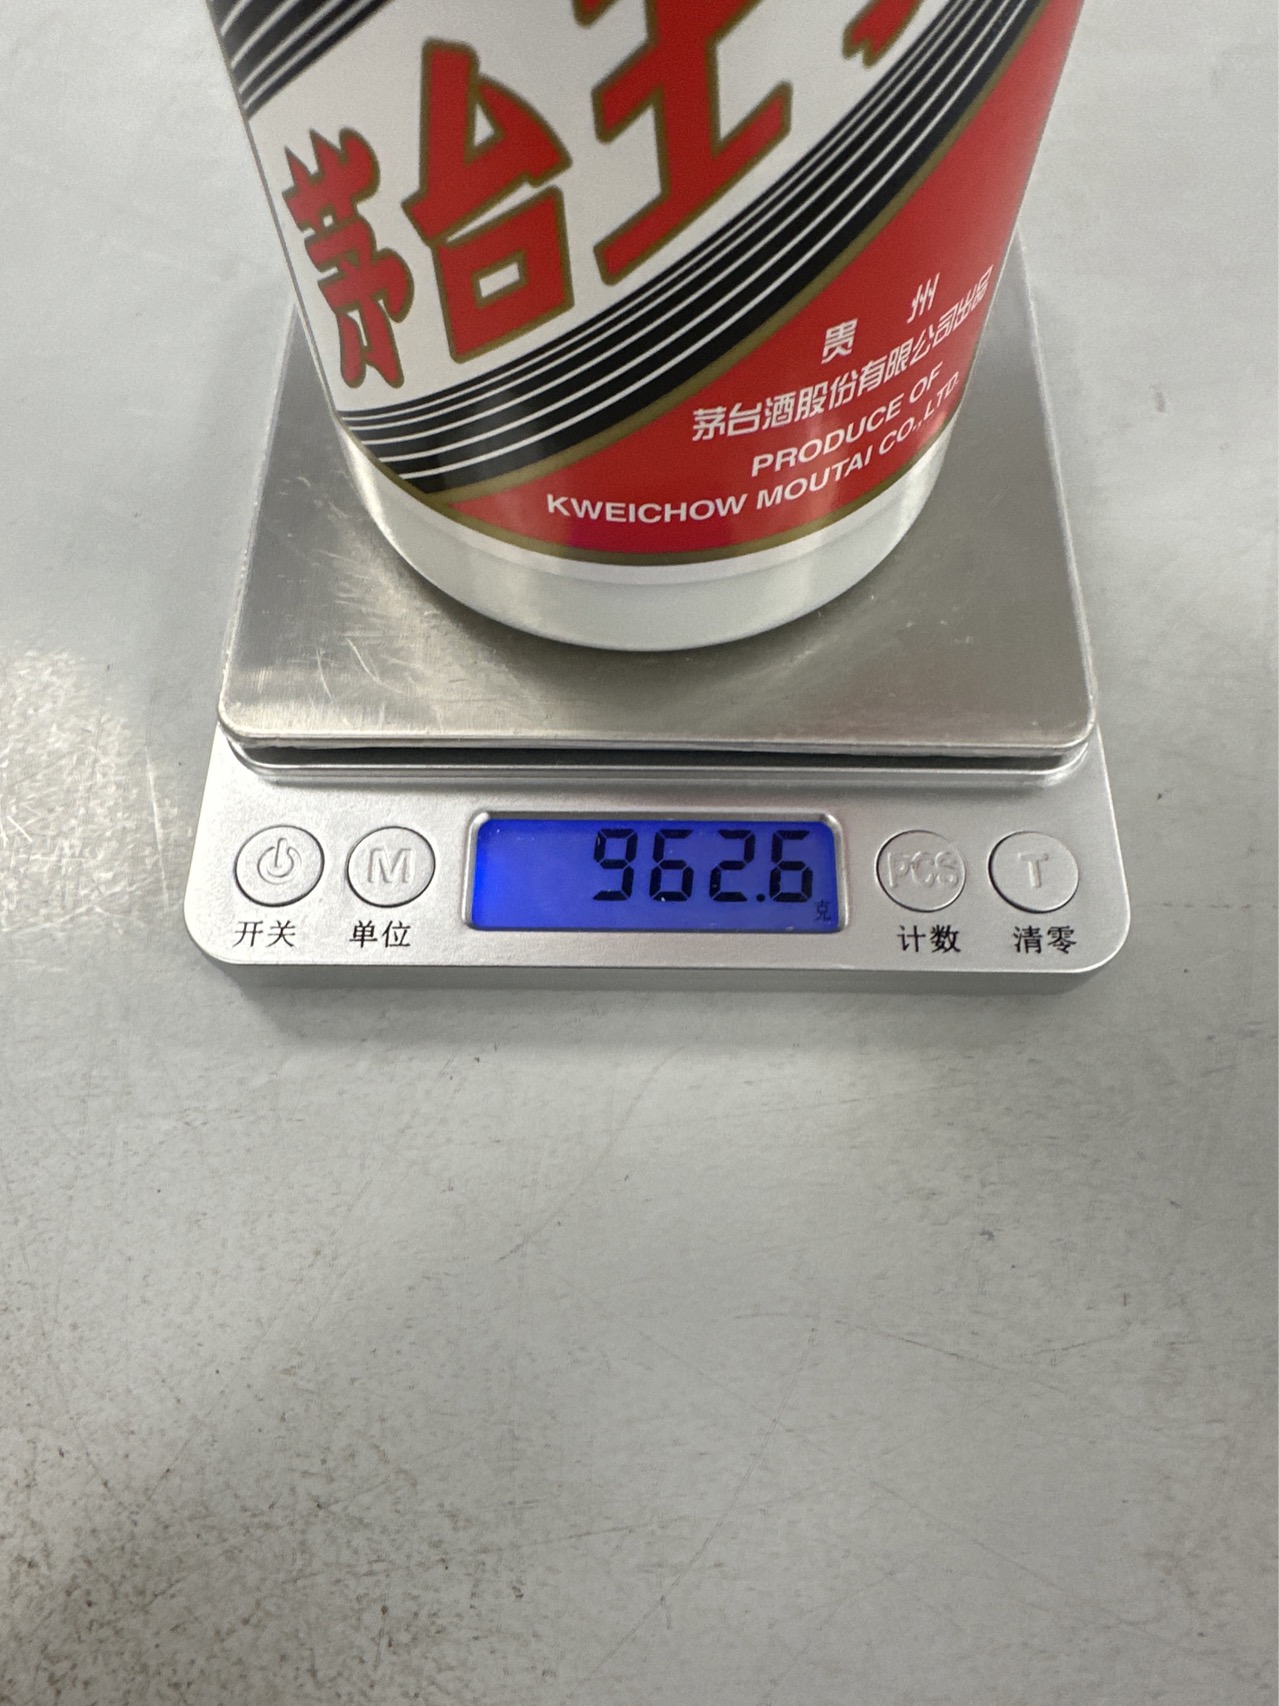 茅台王
贵州
茅台酒股份有限公司出品
PRODUCE OF
KWEICHOW MOUTAI CO., LTD.
M
962.6
克
PCS
T
开关
单位
计数
清零